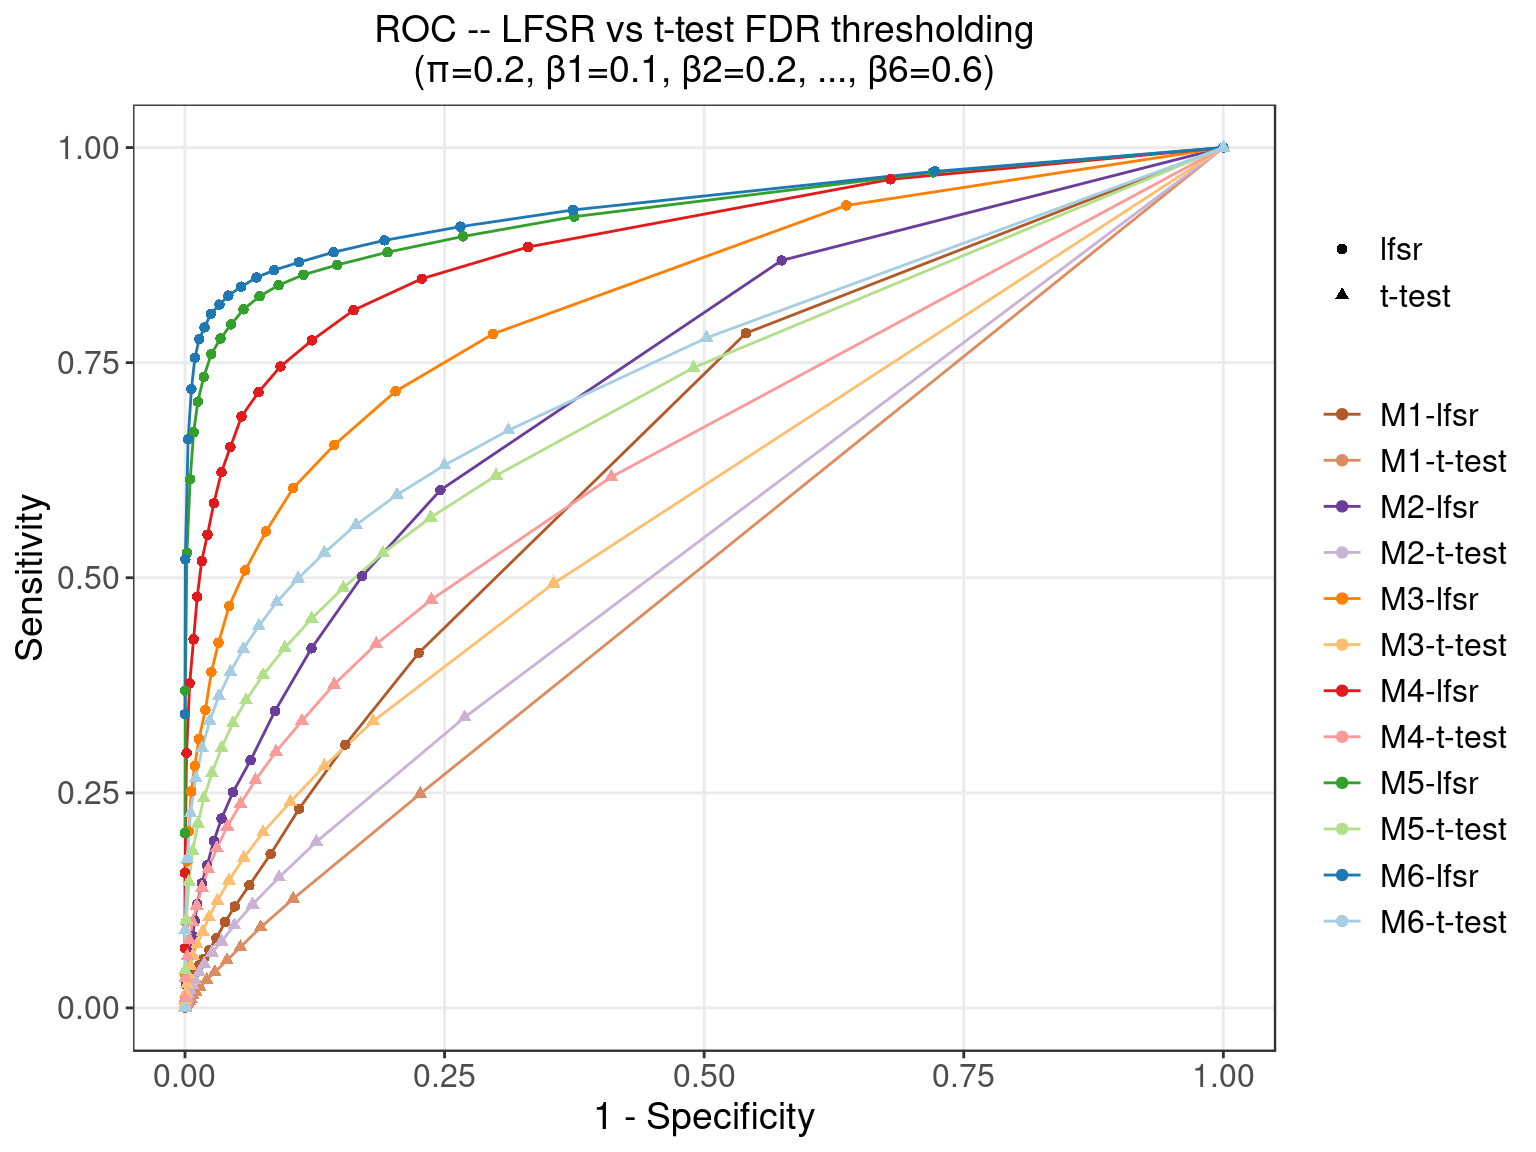 ROC -- LFSR vs t-test FDR thresholding
(π=0.2, β1=0.1, β2=0.2, ..., β6=0.6)
1.00
0.75
0.50
0.25
0.00
Sensitivity
0.00 0.25 0.50 0.75 1.00
1 - Specificity
lfsr
t-test
M1-lfsr
M1-t-test
M2-lfsr
M2-t-test
M3-lfsr
M3-t-test
M4-lfsr
M4-t-test
M5-lfsr
M5-t-test
M6-lfsr
M6-t-test